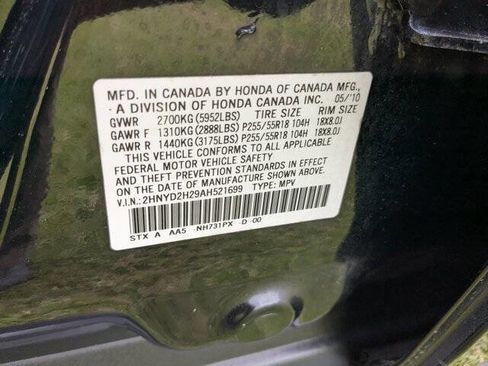 MFD. IN CANADA BY HONDA OF CANADA MFG.,
A DIVISION OF HONDA CANADA INC. 05/'10
GVWR 2700KG (5952LBS) TIRE SIZE RIM SIZE
GAWR F 1310KG (2888LBS) P255/55R18 104H 18X8.0J
GAWR R 1440KG (3175LBS) P255/55R18 104H 18X8.0J
THIS VEHICLE CONFORMS TO ALL APPLICABLE
FEDERAL MOTOR VEHICLE SAFETY
AND THEFT PREVENTION STANDARDS IN EFFECT
ON THE DATE OF MANUFACTURE SHOWN ABOVE.
V.I.N.: 2HNYD2H29AH521699 TYPE: MPV
STX A AA5 -NH731PX -D-00